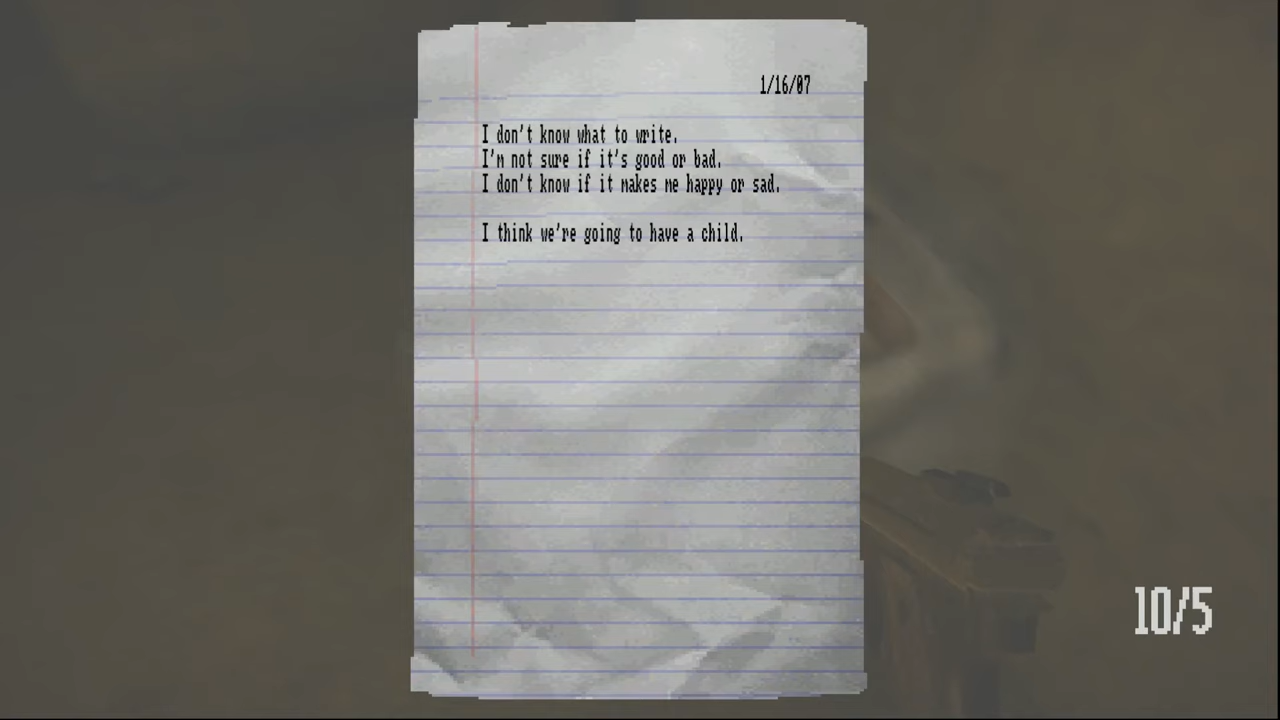 1/16/07
I don't know what to write.
I'm not sure if it's good or bad.
I don't know if it makes me happy or sad.
I think we're going to have a child.
10/5